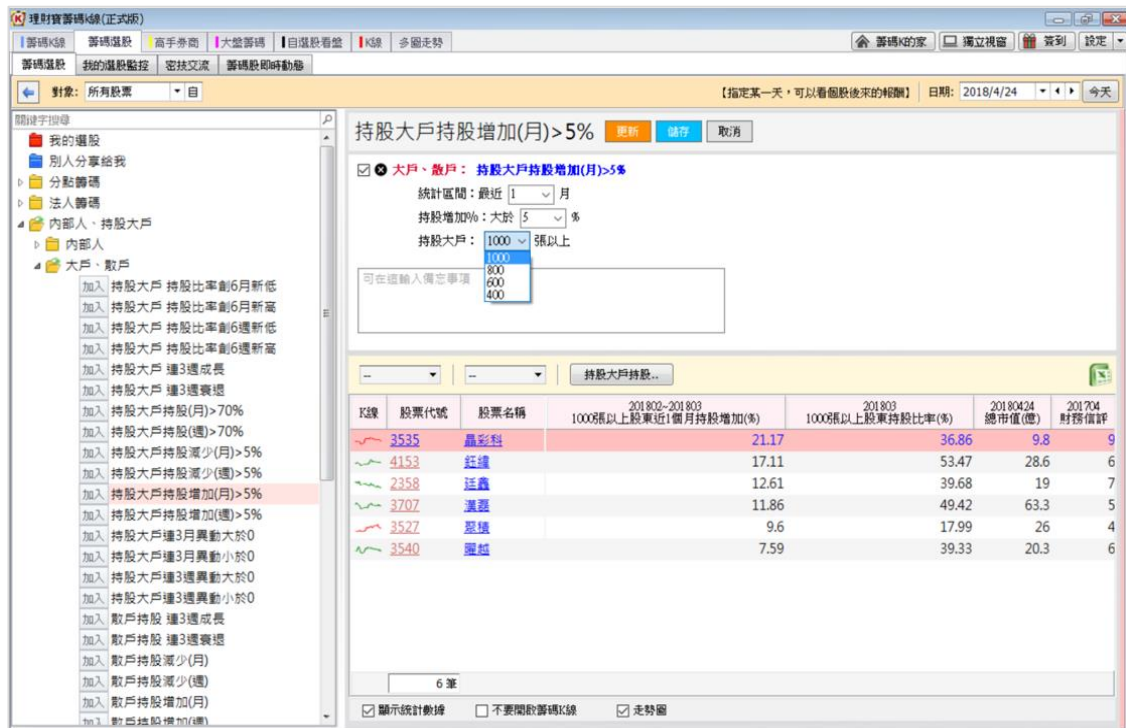 理財寶籌碼k線(正式版)
籌碼K線 籌碼選股 高手券商 大盤籌碼 自選股看盤 K線 多圖走勢 籌碼K的家 獨立視窗 簽到 設定
籌碼選股 我的選股監控 密技交流 籌碼股即時動態
對象: 所有股票 自 【指定某一天，可以看個股後來的報酬】 日期: 2018/4/24 今天
關鍵字搜尋
我的選股
別人分享給我
分點籌碼
法人籌碼
內部人、持股大戶
內部人
大戶、散戶
加入 持股大戶 持股比率創6月新低
加入 持股大戶 持股比率創6月新高
加入 持股大戶 持股比率創6週新低
加入 持股大戶 持股比率創6週新高
加入 持股大戶 連3週成長
加入 持股大戶 連3週衰退
加入 持股大戶持股(月)>70%
加入 持股大戶持股(週)>70%
加入 持股大戶持股減少(月)>5%
加入 持股大戶持股減少(週)>5%
加入 持股大戶持股增加(月)>5%
加入 持股大戶持股增加(週)>5%
加入 持股大戶連3月異動大於0
加入 持股大戶連3月異動小於0
加入 持股大戶連3週異動大於0
加入 持股大戶連3週異動小於0
加入 散戶持股 連3週成長
加入 散戶持股 連3週衰退
加入 散戶持股減少(月)
加入 散戶持股減少(週)
加入 散戶持股增加(月)
加入 散戶持股增加(週)
持股大戶持股增加(月)>5% 更新 儲存 取消
大戶、散戶： 持股大戶持股增加(月)>5%
統計區間：最近 1 月
持股增加%：大於 5 %
持股大戶： 1000 張以上
1000
800
600
400
可在這輸入備忘事項
-- -- 持股大戶持股..
K線 股票代號 股票名稱 201802~201803 1000張以上股東近1個月持股增加(%) 201803 1000張以上股東持股比率(%) 20180424 總市值(億) 201704 財務信評
3535 晶彩科 21.17 36.86 9.8 9
4153 鈺緯 17.11 53.47 28.6 6
2358 廷鑫 12.61 39.68 19 7
3707 漢磊 11.86 49.42 63.3 5
3527 聚積 9.6 17.99 26 4
3540 曜越 7.59 39.33 20.3 6
6 筆
顯示統計數據 不要開啟籌碼K線 走勢圖